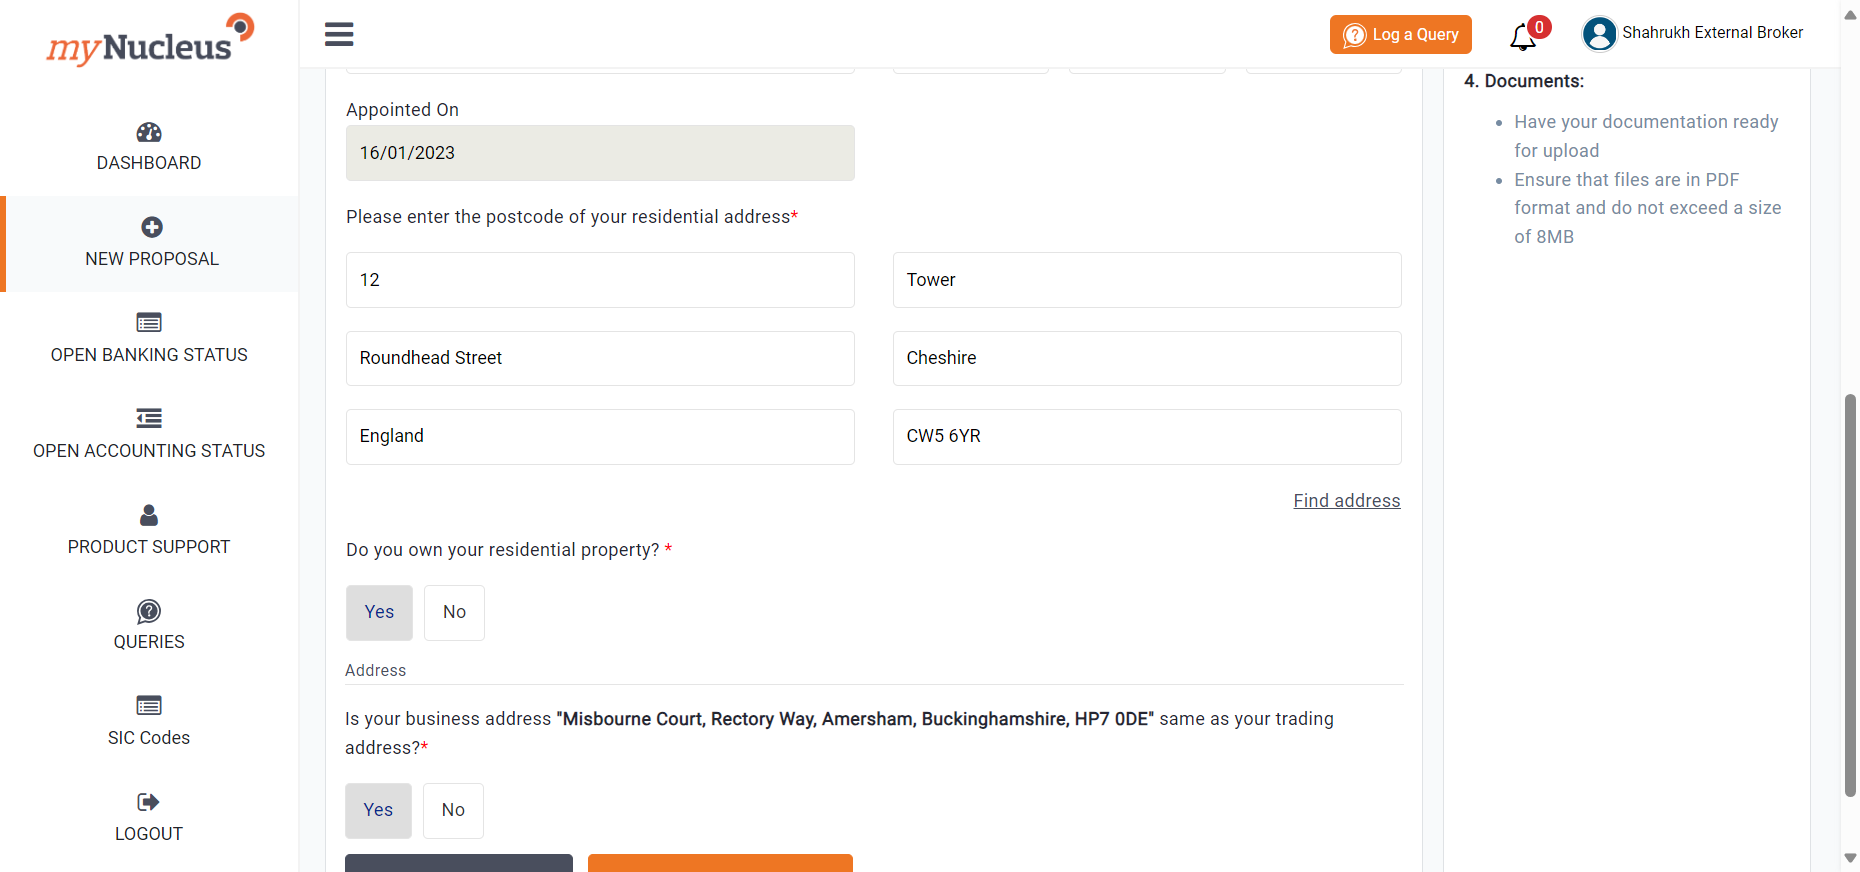 myNucleus
Log a Query
0
Shahrukh External Broker
DASHBOARD
NEW PROPOSAL
OPEN BANKING STATUS
OPEN ACCOUNTING STATUS
PRODUCT SUPPORT
QUERIES
SIC Codes
LOGOUT
Appointed On
16/01/2023
Please enter the postcode of your residential address*
12
Tower
Roundhead Street
Cheshire
England
CW5 6YR
Find address
Do you own your residential property? *
Yes
No
Address
Is your business address "Misbourne Court, Rectory Way, Amersham, Buckinghamshire, HP7 0DE" same as your trading
address?*
Yes
No
4. Documents:
• Have your documentation ready
for upload
• Ensure that files are in PDF
format and do not exceed a size
of 8MB